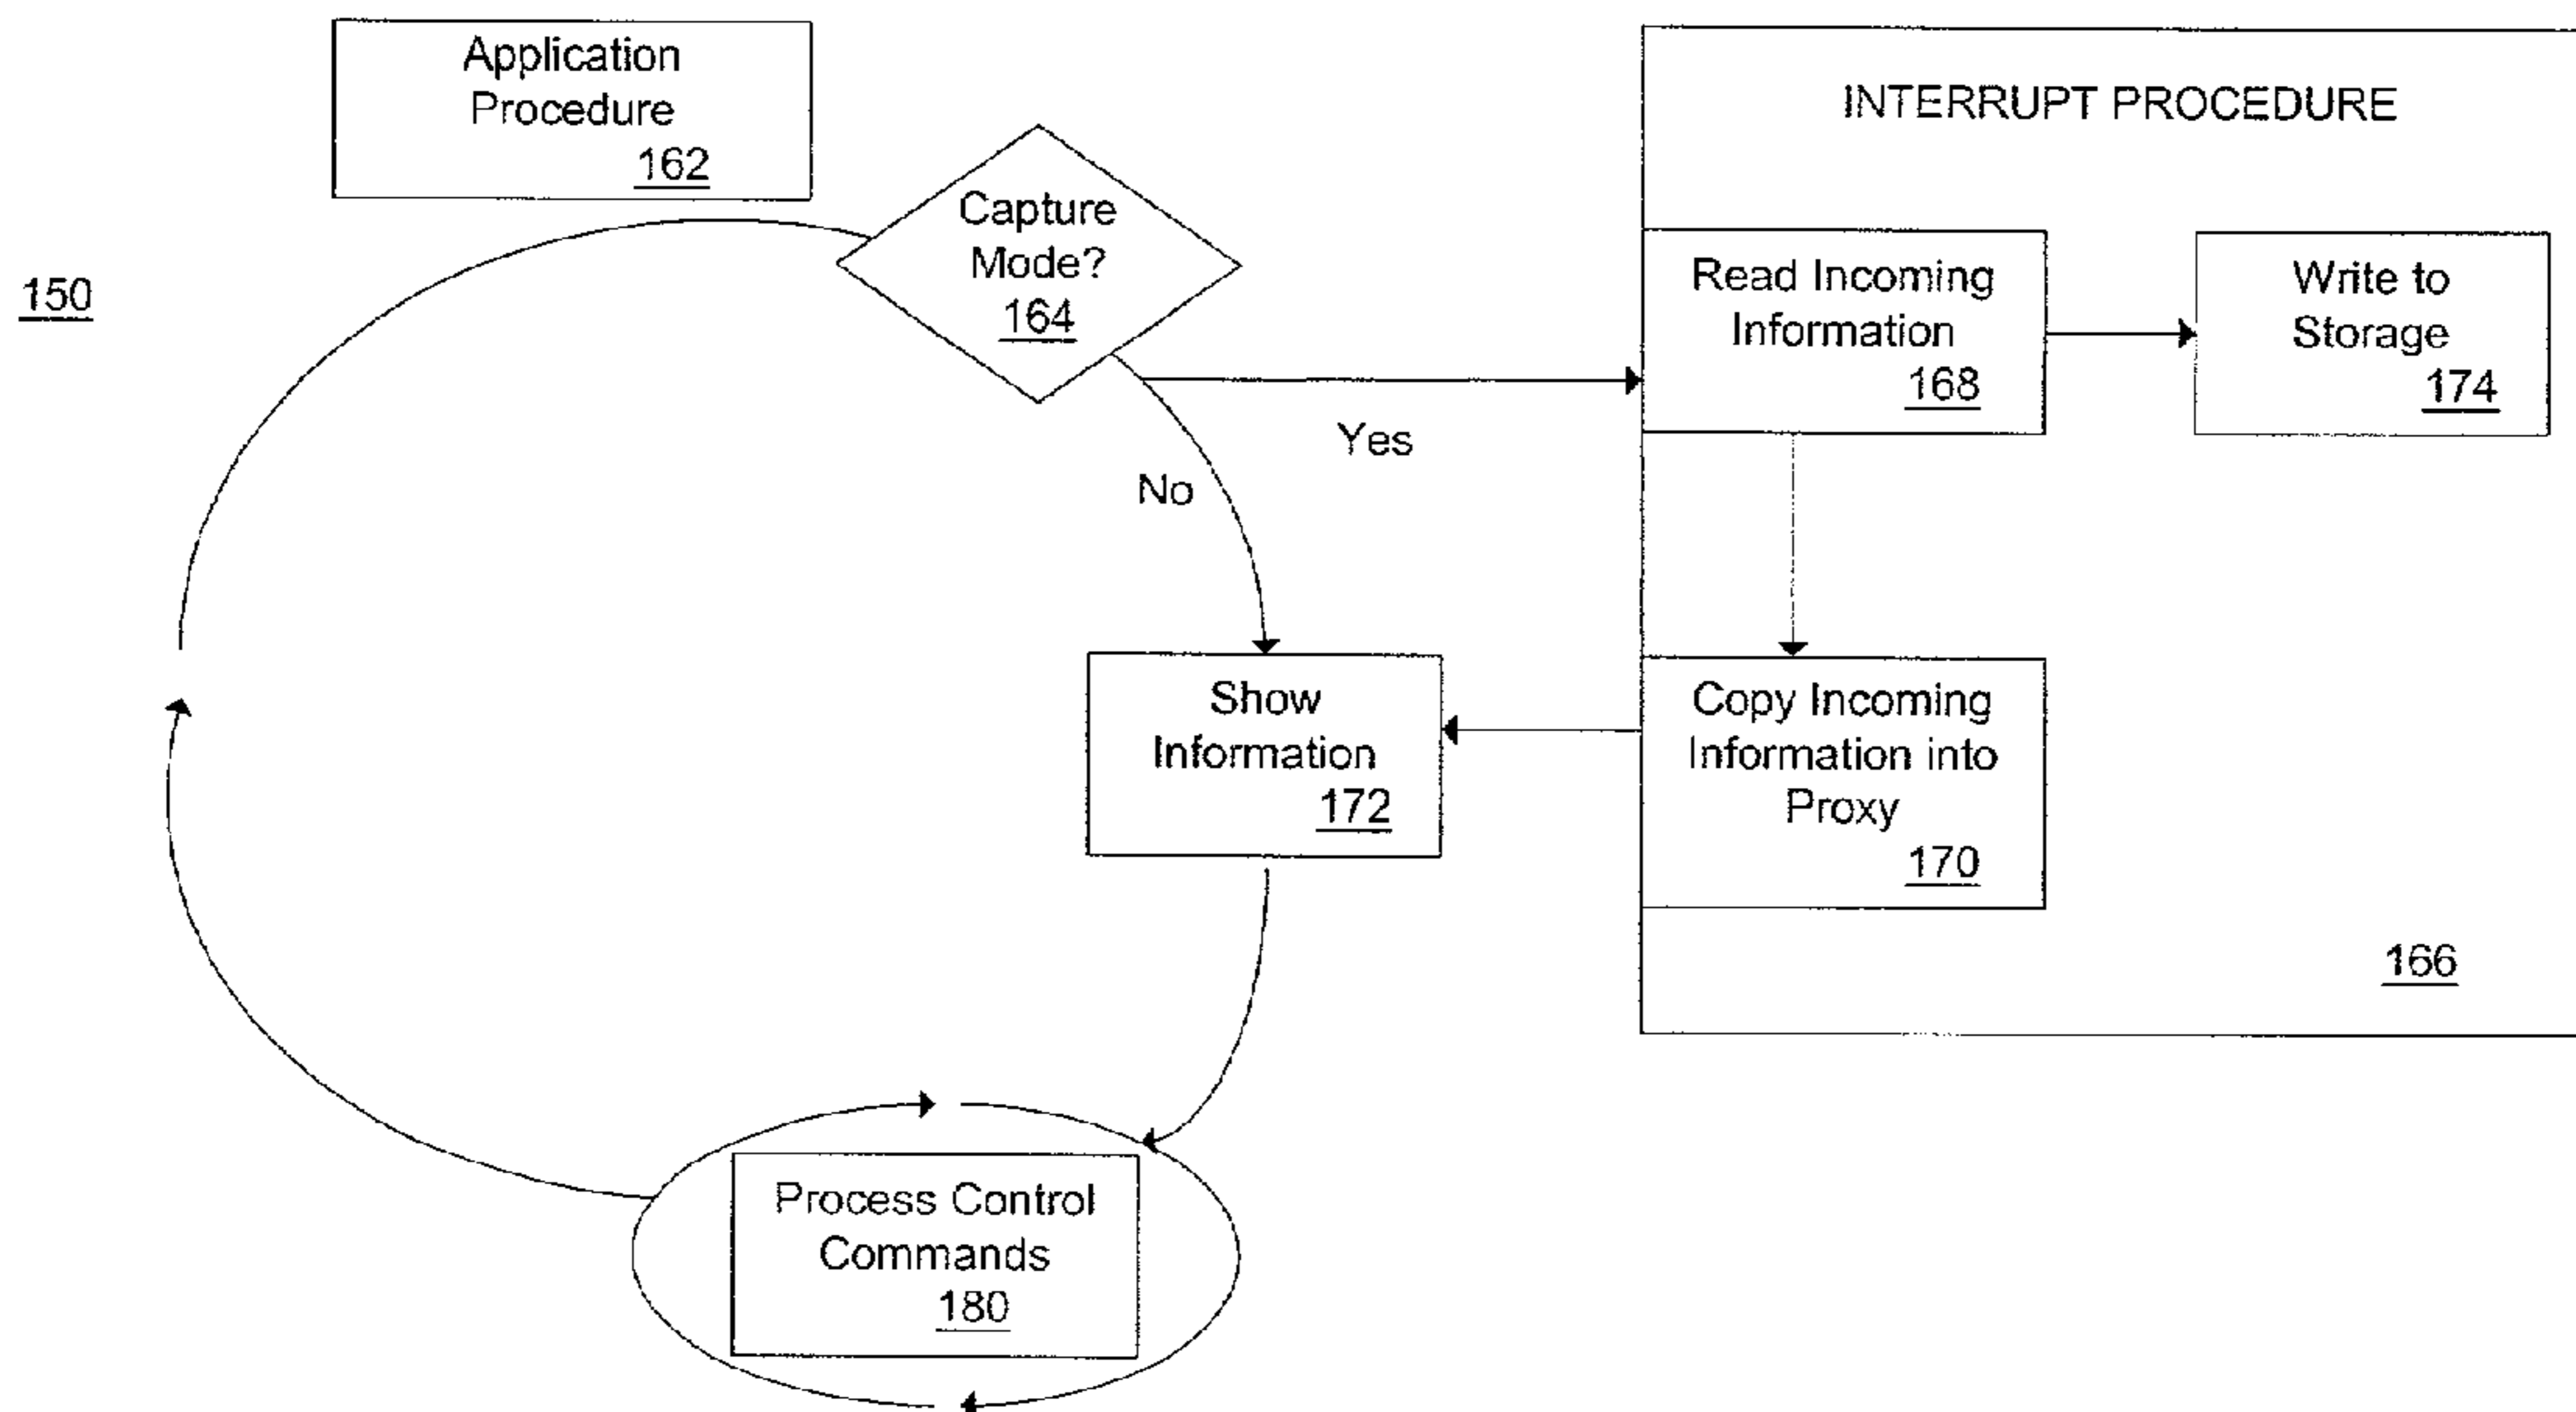 Application
Procedure
162
150
Capture
Mode?
164
Yes
No
INTERRUPT PROCEDURE
Read Incoming
Information
168
Write to
Storage
174
Show
Information
172
Copy Incoming
Information into
Proxy
170
166
Process Control
Commands
180